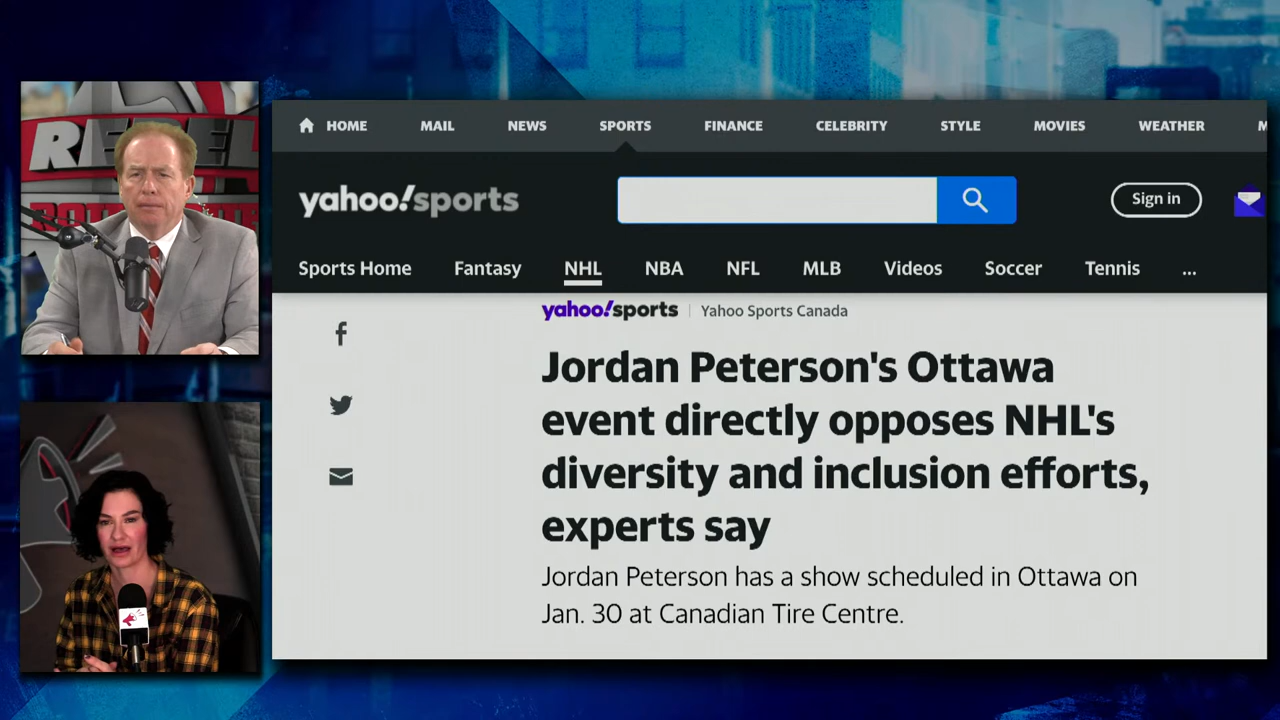 REBEL
HOME MAIL NEWS SPORTS FINANCE CELEBRITY STYLE MOVIES WEATHER M
yahoo!sports
Sign in
Sports Home Fantasy NHL NBA NFL MLB Videos Soccer Tennis ...
yahoo!sports | Yahoo Sports Canada
Jordan Peterson's Ottawa
event directly opposes NHL's
diversity and inclusion efforts,
experts say
Jordan Peterson has a show scheduled in Ottawa on
Jan. 30 at Canadian Tire Centre.